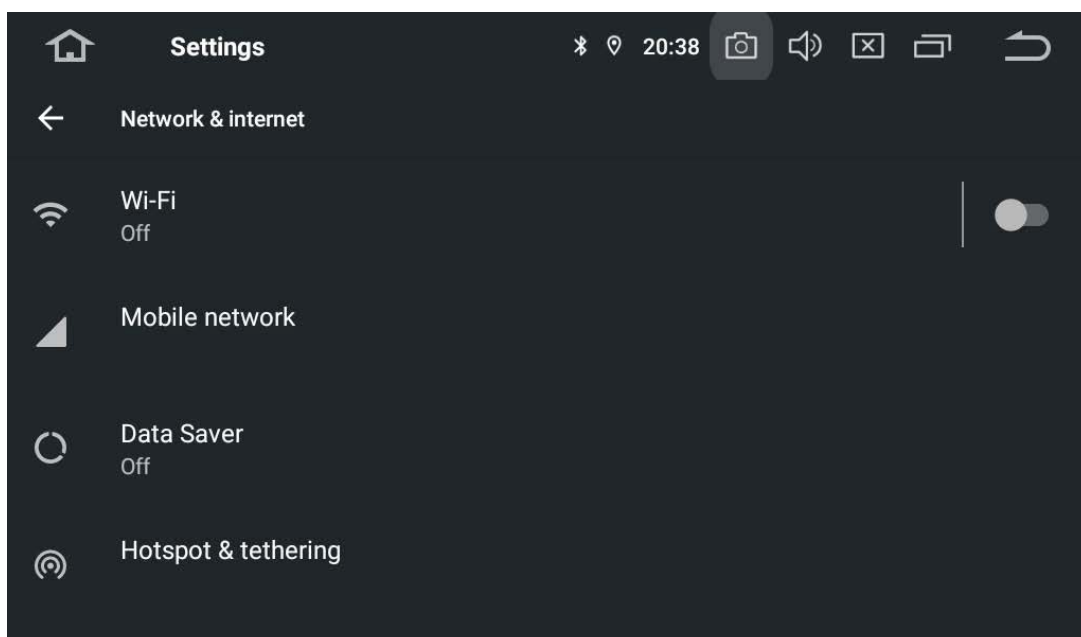 Settings
20:38
Network & internet
Wi-Fi
Off
Mobile network
Data Saver
Off
Hotspot & tethering